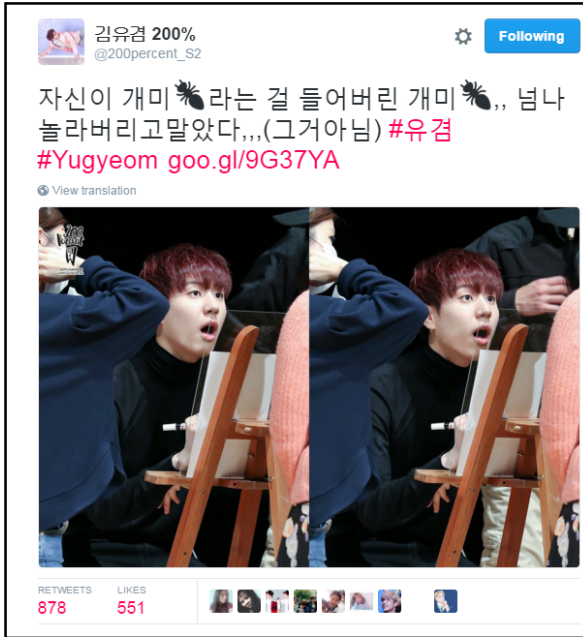 김유겸 200%
@200percent_S2
Following
자신이 개미🐜라는 걸 들어버린 개미🐜,, 넘나
놀라버리고말았다,,,(그거아님) #유겸
#Yugyeom goo.gl/9G37YA
View translation
RETWEETS
LIKES
878
551